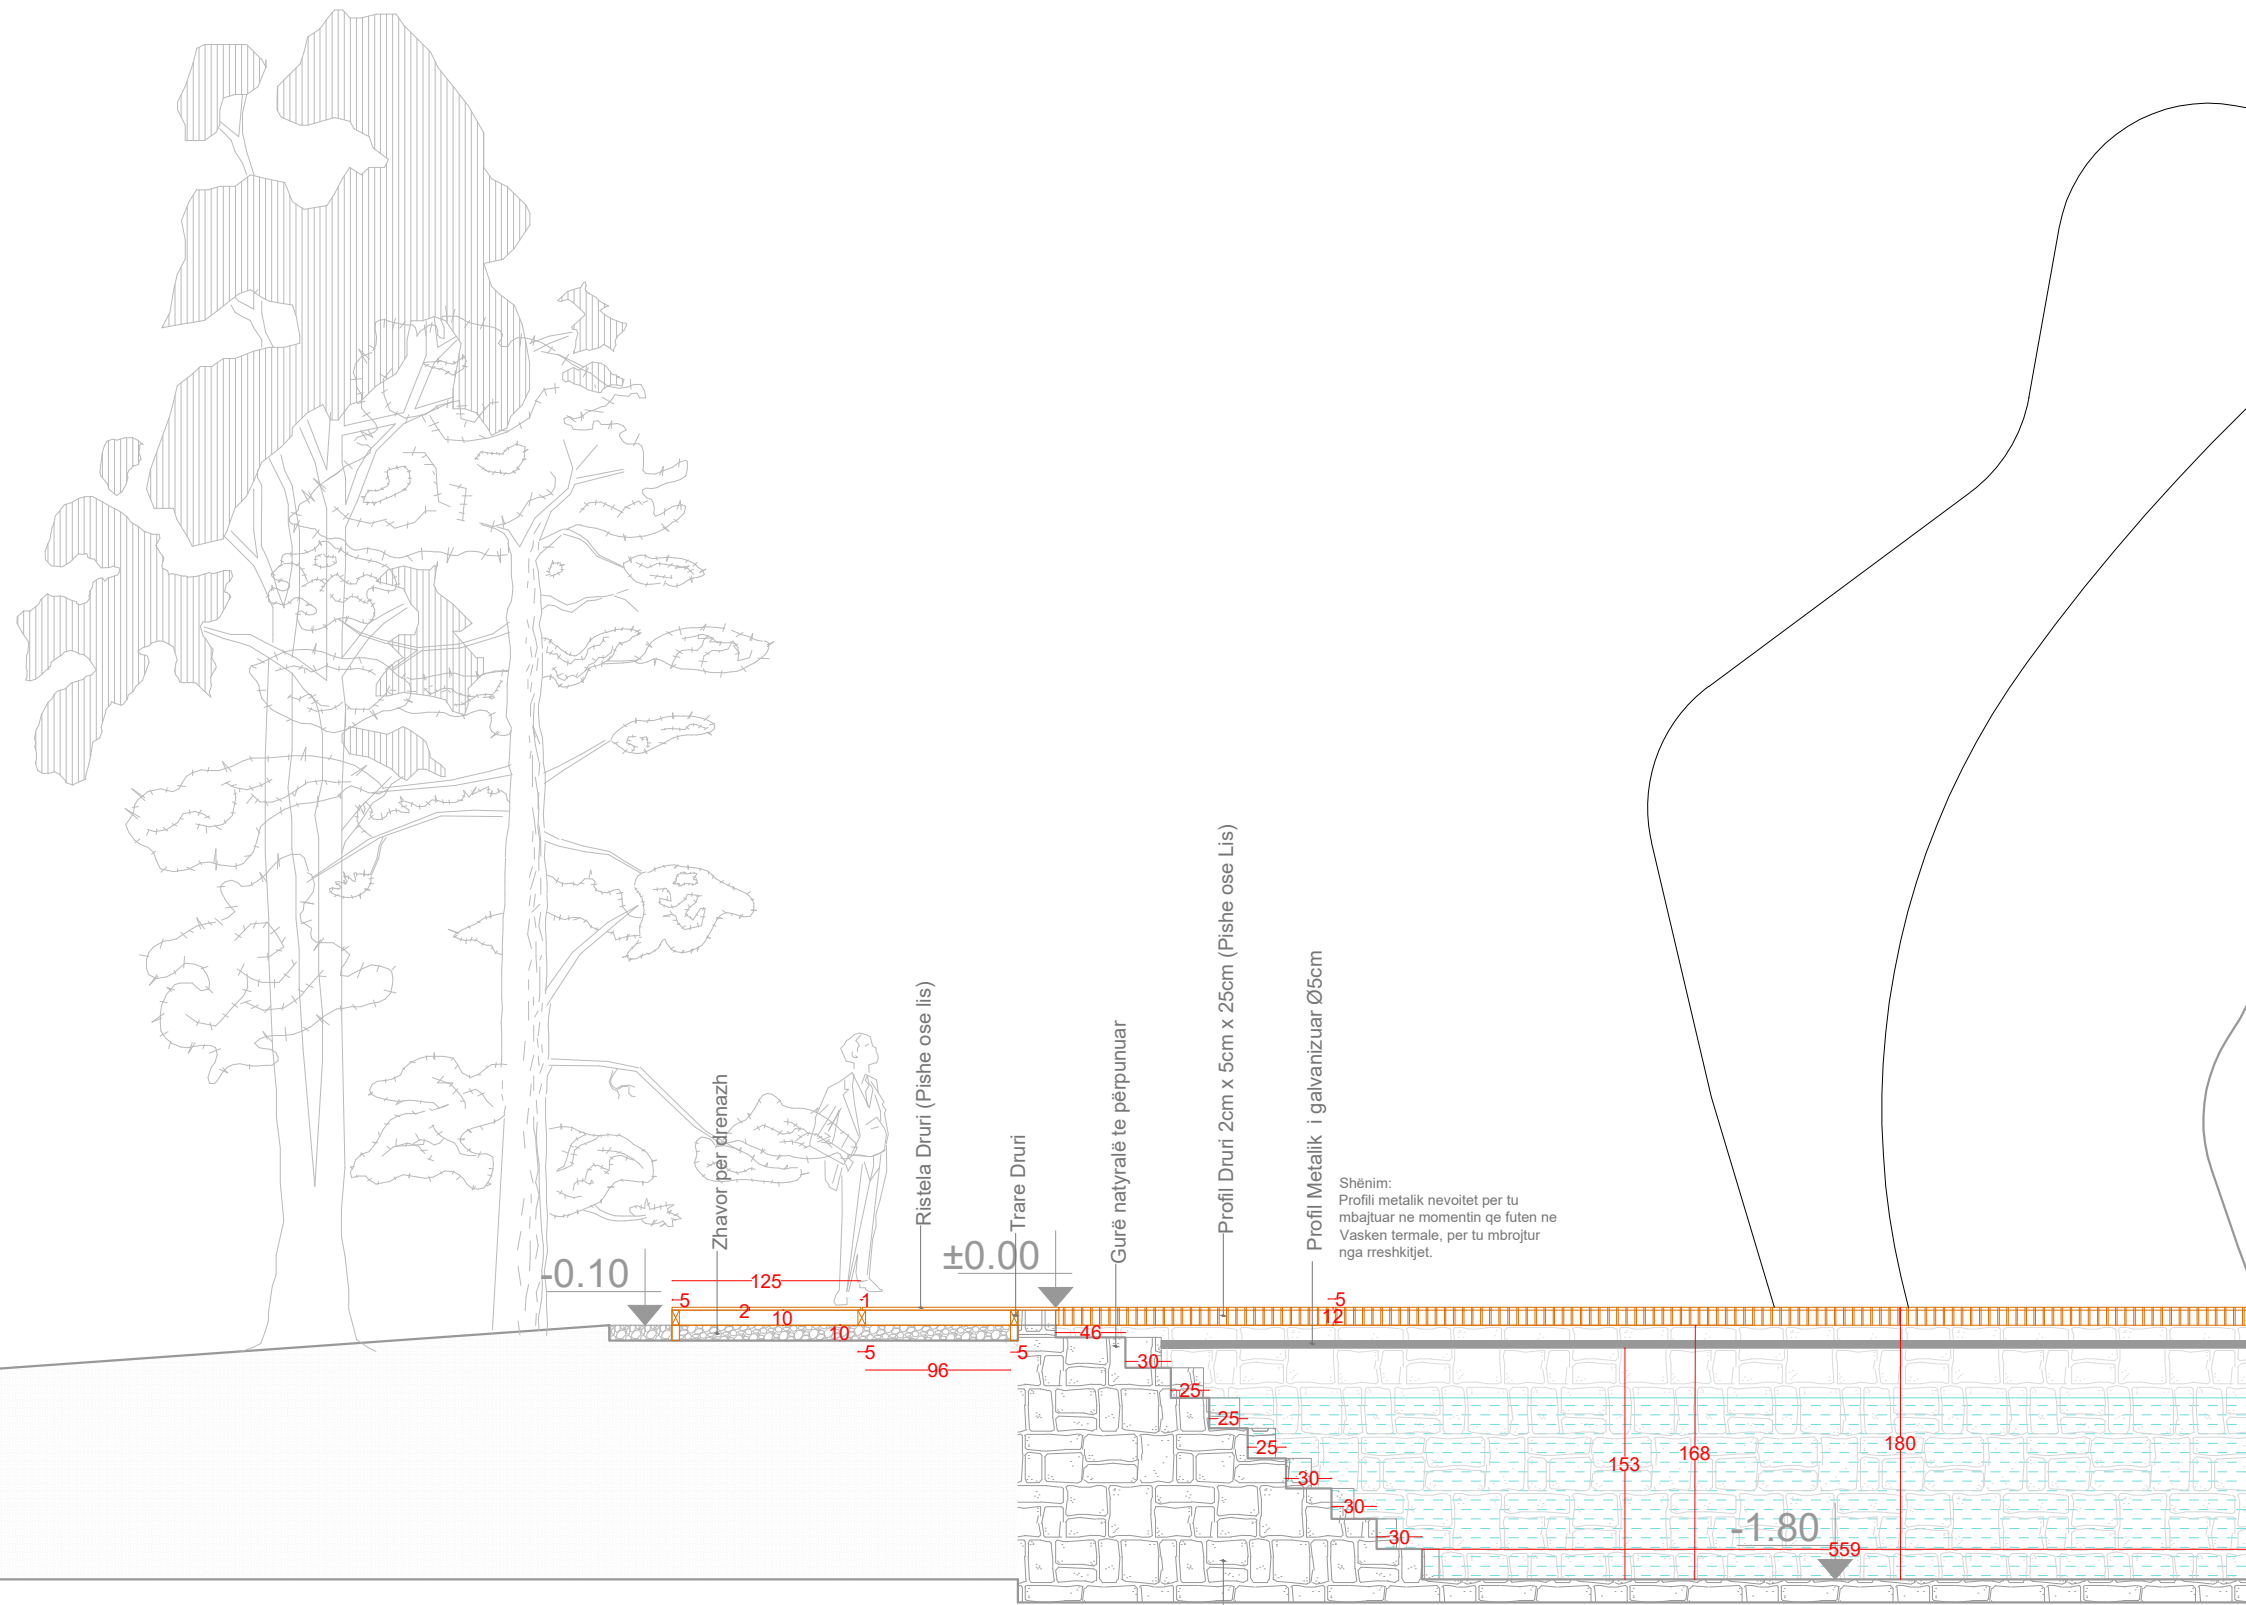 Zhavor per drenazh
Ristela Druri (Pishe ose lis)
Trare Druri
Gurë natyralë te përpunuar
Profil Druri 2cm x 5cm x 25cm (Pishe ose Lis)
Profil Metalik i galvanizuar Ø5cm
Shënim:
Profili metalik nevoitet per tu
mbajtuar ne momentin qe futen ne
Vasken termale, per tu mbrojtur
nga rreshkitjet.
-0.10
±0.00
125
5
1
2
10
10
5
5
96
5
12
46
30
25
25
25
30
30
30
153
168
180
-1.80
559